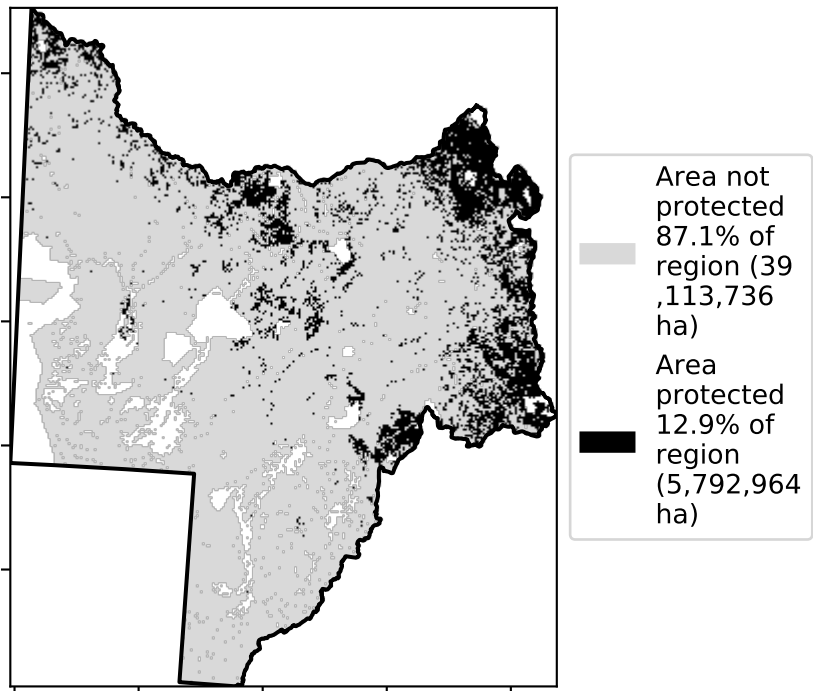 Area not
protected
87.1% of
region (39
,113,736
ha)
Area
protected
12.9% of
region
(5,792,964
ha)